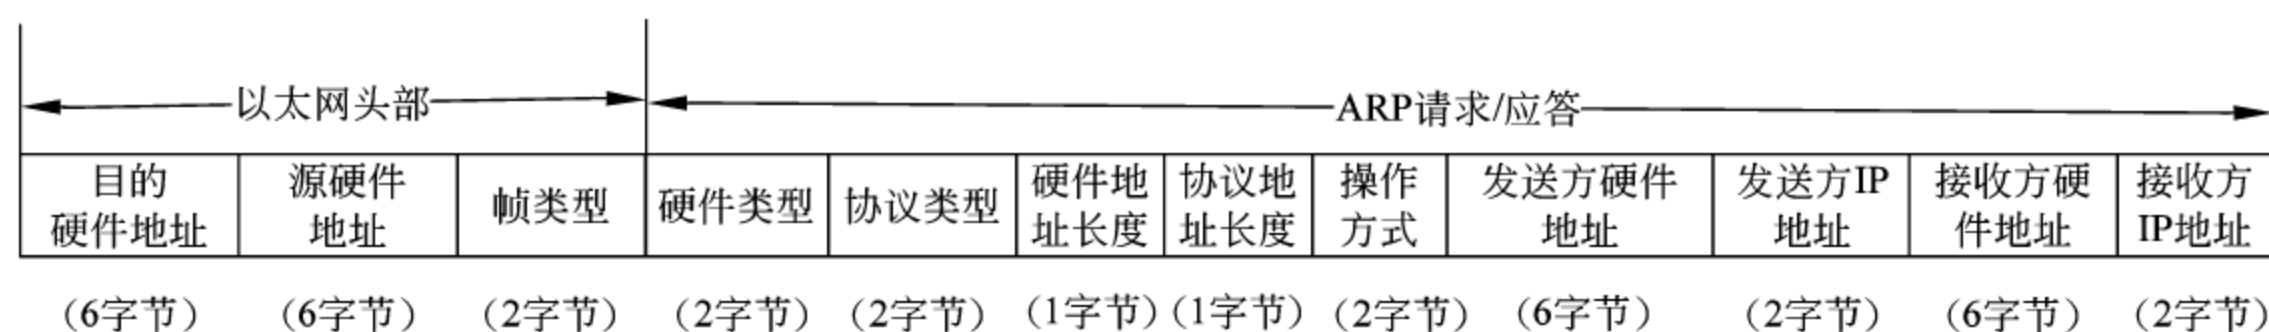 以太网头部 ARP请求/应答
目的硬件地址 源硬件地址 帧类型 硬件类型 协议类型 硬件地址长度 协议地址长度 操作方式 发送方硬件地址 发送方IP地址 接收方硬件地址 接收方IP地址
(6字节) (6字节) (2字节) (2字节) (2字节) (1字节) (1字节) (2字节) (6字节) (2字节) (6字节) (2字节)